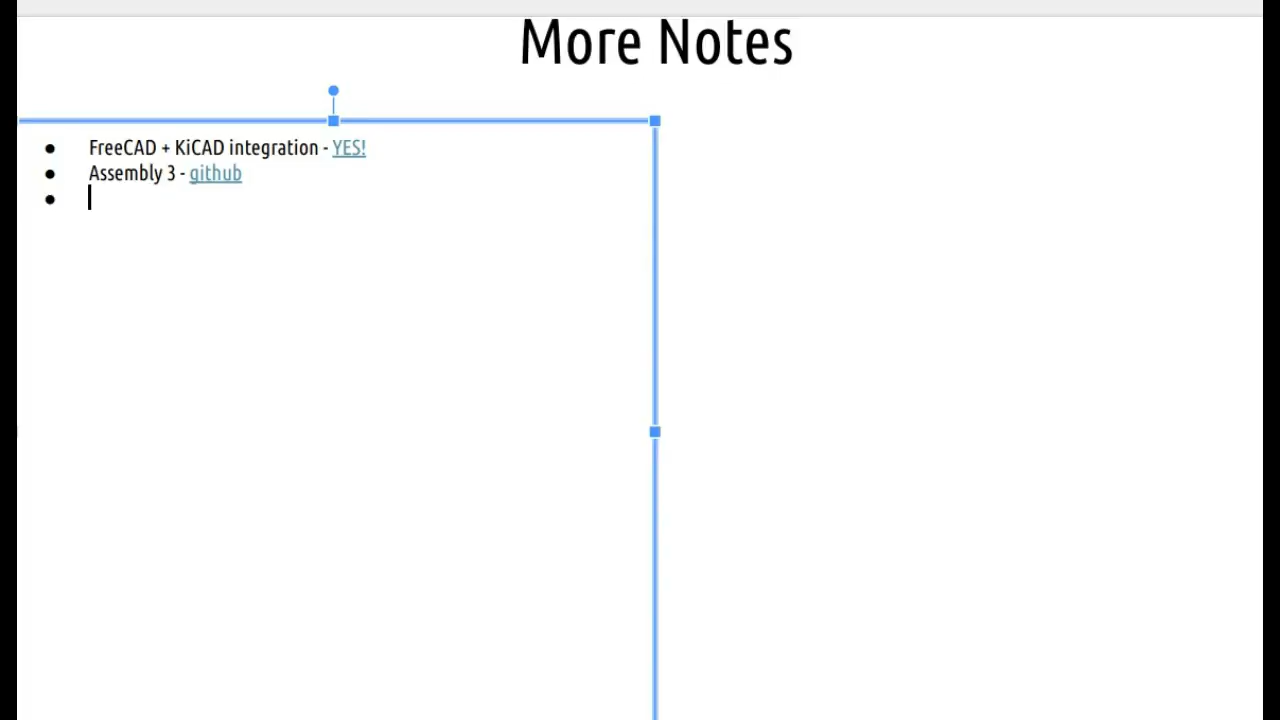 More Notes
● FreeCAD + KiCAD integration - YES!
● Assembly 3 - github
●